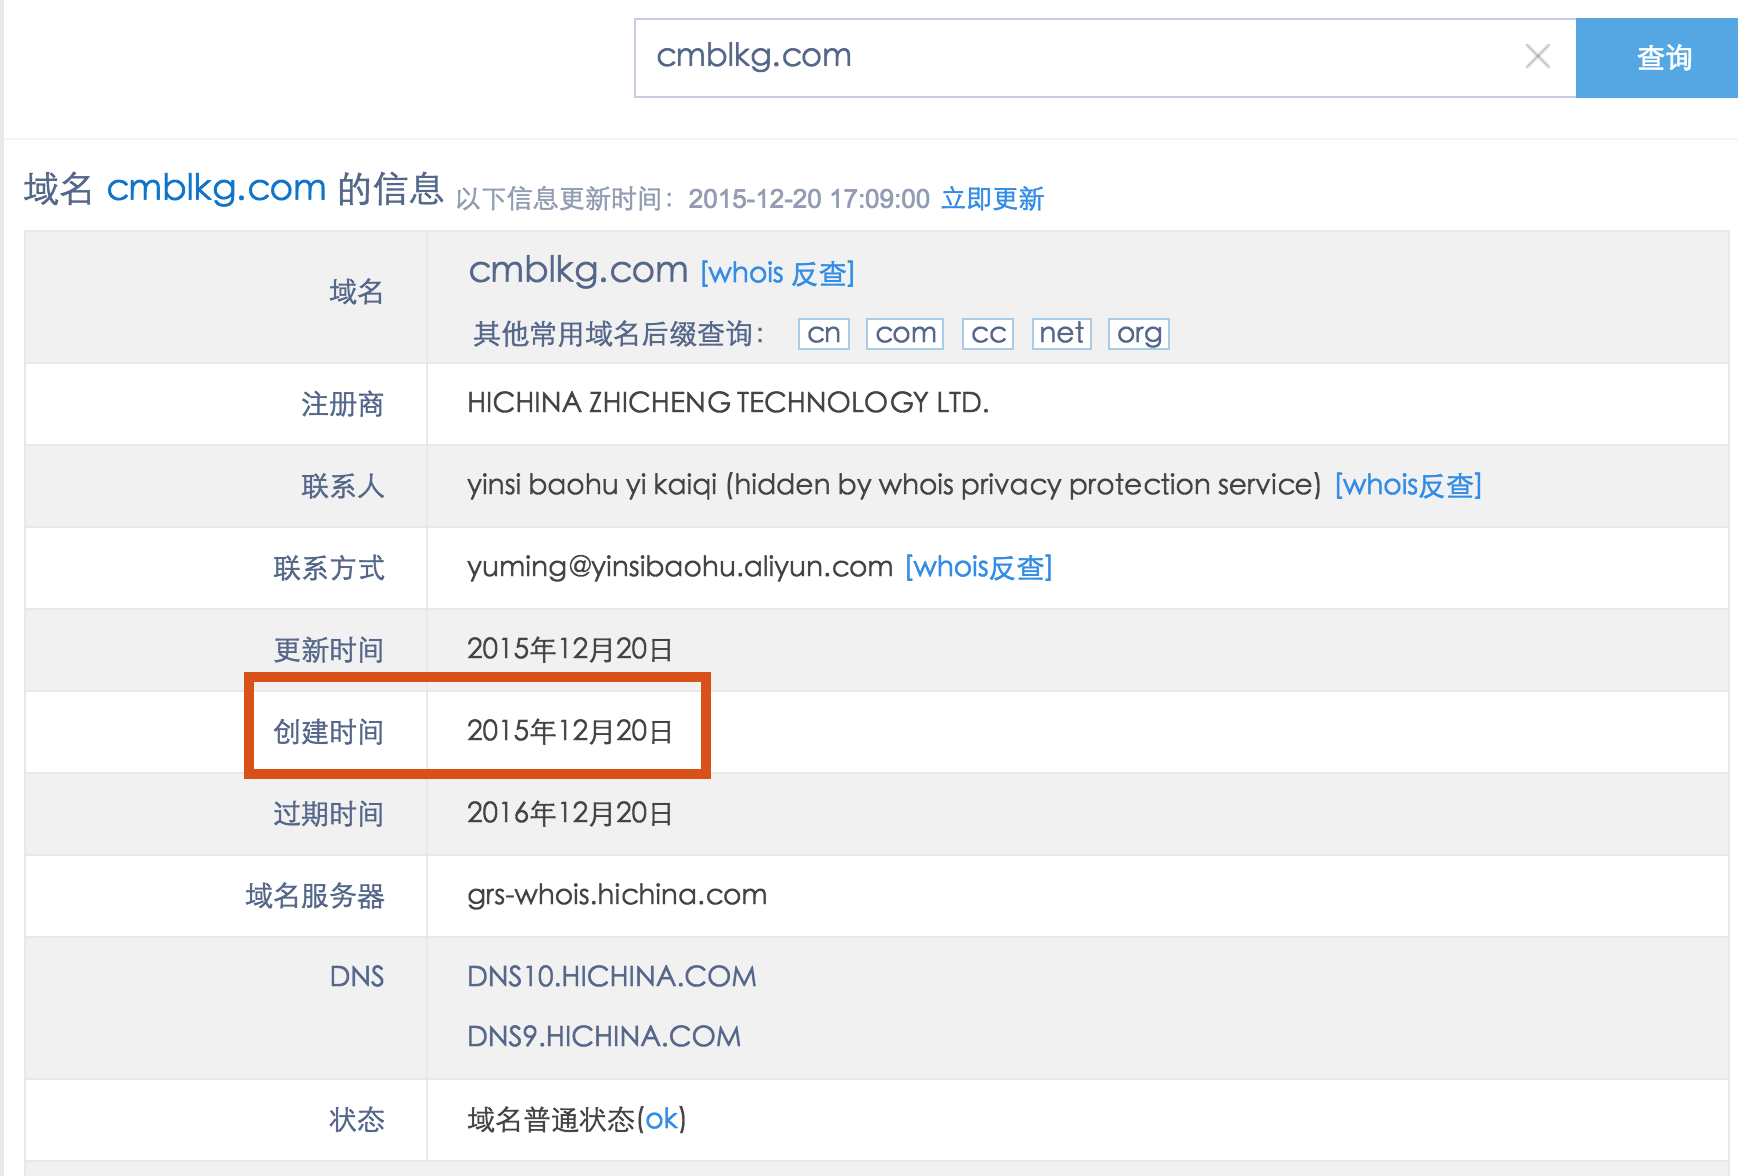 cmblkg.com
查询
域名 cmblkg.com 的信息 以下信息更新时间：2015-12-20 17:09:00 立即更新
域名 cmblkg.com [whois 反查]
其他常用域名后缀查询： cn com cc net org
注册商 HICHINA ZHICHENG TECHNOLOGY LTD.
联系人 yinsi baohu yi kaiqi (hidden by whois privacy protection service) [whois反查]
联系方式 yuming@yinsibaohu.aliyun.com [whois反查]
更新时间 2015年12月20日
创建时间 2015年12月20日
过期时间 2016年12月20日
域名服务器 grs-whois.hichina.com
DNS DNS10.HICHINA.COM
DNS9.HICHINA.COM
状态 域名普通状态(ok)